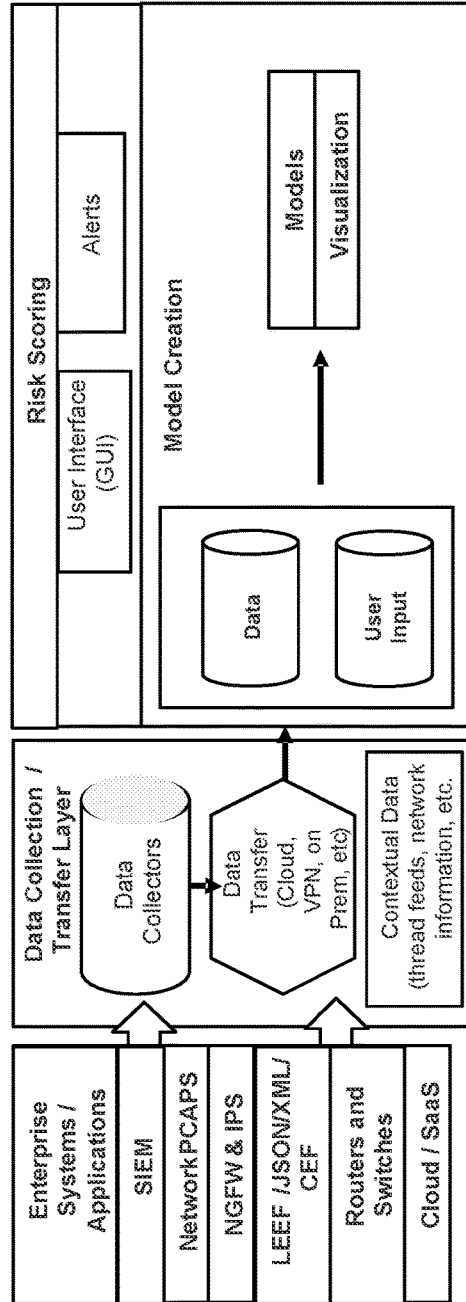 Enterprise
Systems /
Applications
SIEM
NetworkPCAPS
NGFW & IPS
LEEF /JSON/XML/
CEF
Routers and
Switches
Cloud / SaaS
Data Collection /
Transfer Layer
Data
Collectors
Data
Transfer
(Cloud,
VPN, on
Prem, etc)
Contextual Data
(thread feeds, network
information, etc.
Risk Scoring
User Interface
(GUI)
Alerts
Model Creation
Data
User
Input
Models
Visualization